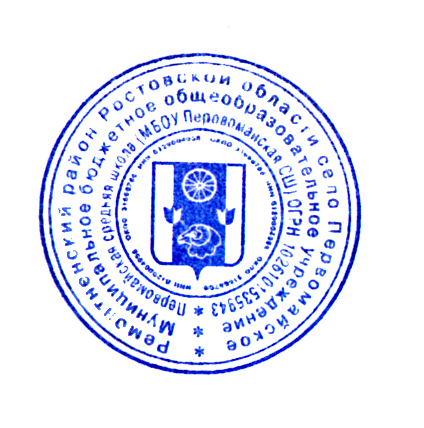 Ремонтненский район Ростовской области село Первомайское
* Муниципальное бюджетное общеобразовательное учреждение
* Первомайская средняя школа (МБОУ Первомайская СШ) ОГРН 1026101535943 *